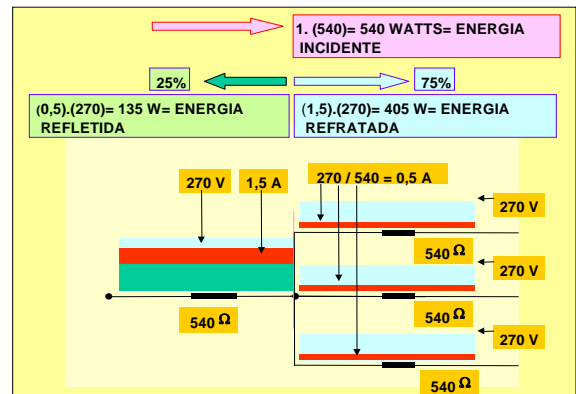 1. (540)= 540 WATTS= ENERGIA
INCIDENTE
25%
75%
(0,5).(270)= 135 W= ENERGIA
REFLETIDA
(1,5).(270)= 405 W= ENERGIA
REFRATADA
270 V
1,5 A
270 / 540 = 0,5 A
270 V
540 Ω
270 V
540 Ω
540 Ω
270 V
540 Ω